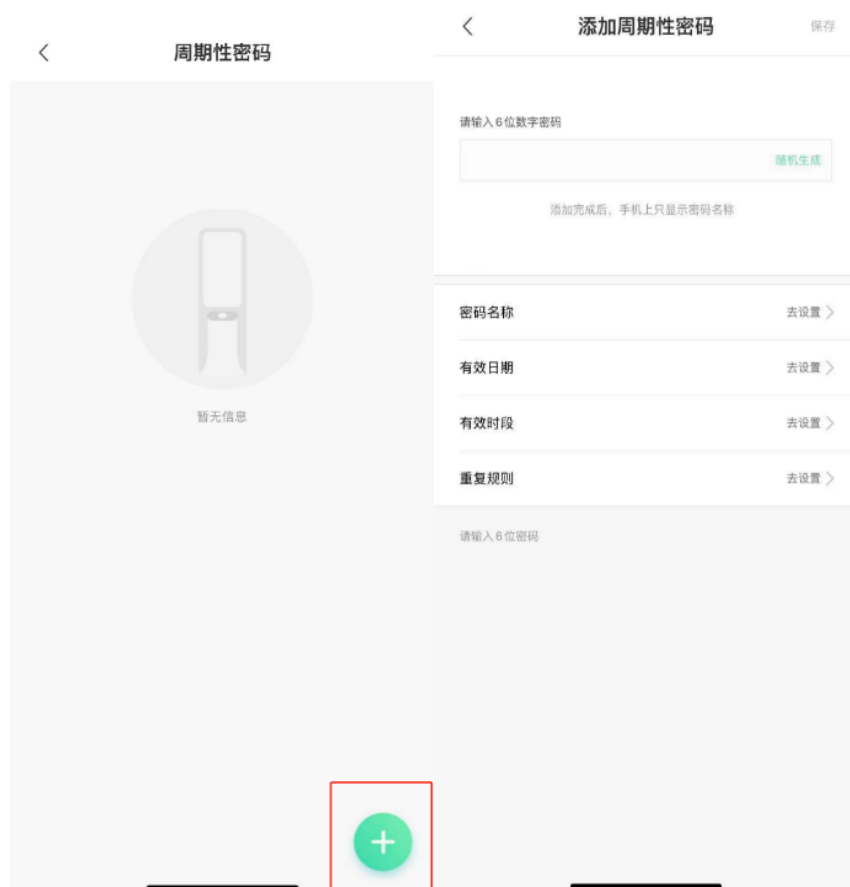 周期性密码
暂无信息
添加周期性密码
保存
请输入6位数字密码
随机生成
添加完成后，手机上只显示密码名称
密码名称
去设置
有效日期
去设置
有效时段
去设置
重复规则
去设置
请输入6位密码